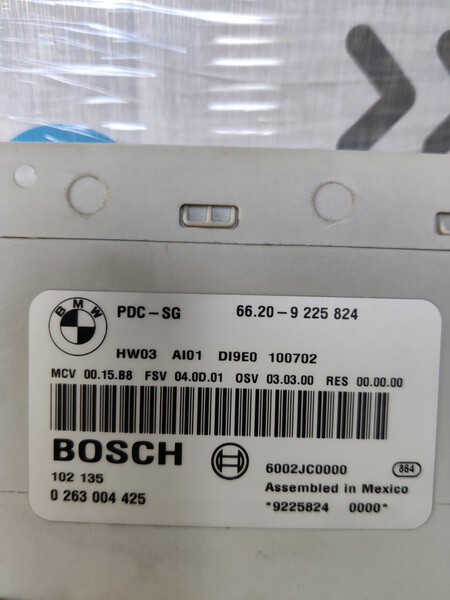 BMW
PDC-SG 66.20-9 225 824
HW03 AI01 DI9E0 100702
MCV 00.15.B8 FSV 04.0D.01 OSV 03.03.00 RES 00.00.00
BOSCH
102 135
0 263 004 425
6002JC0000 864
Assembled in Mexico
*9225824 0000*